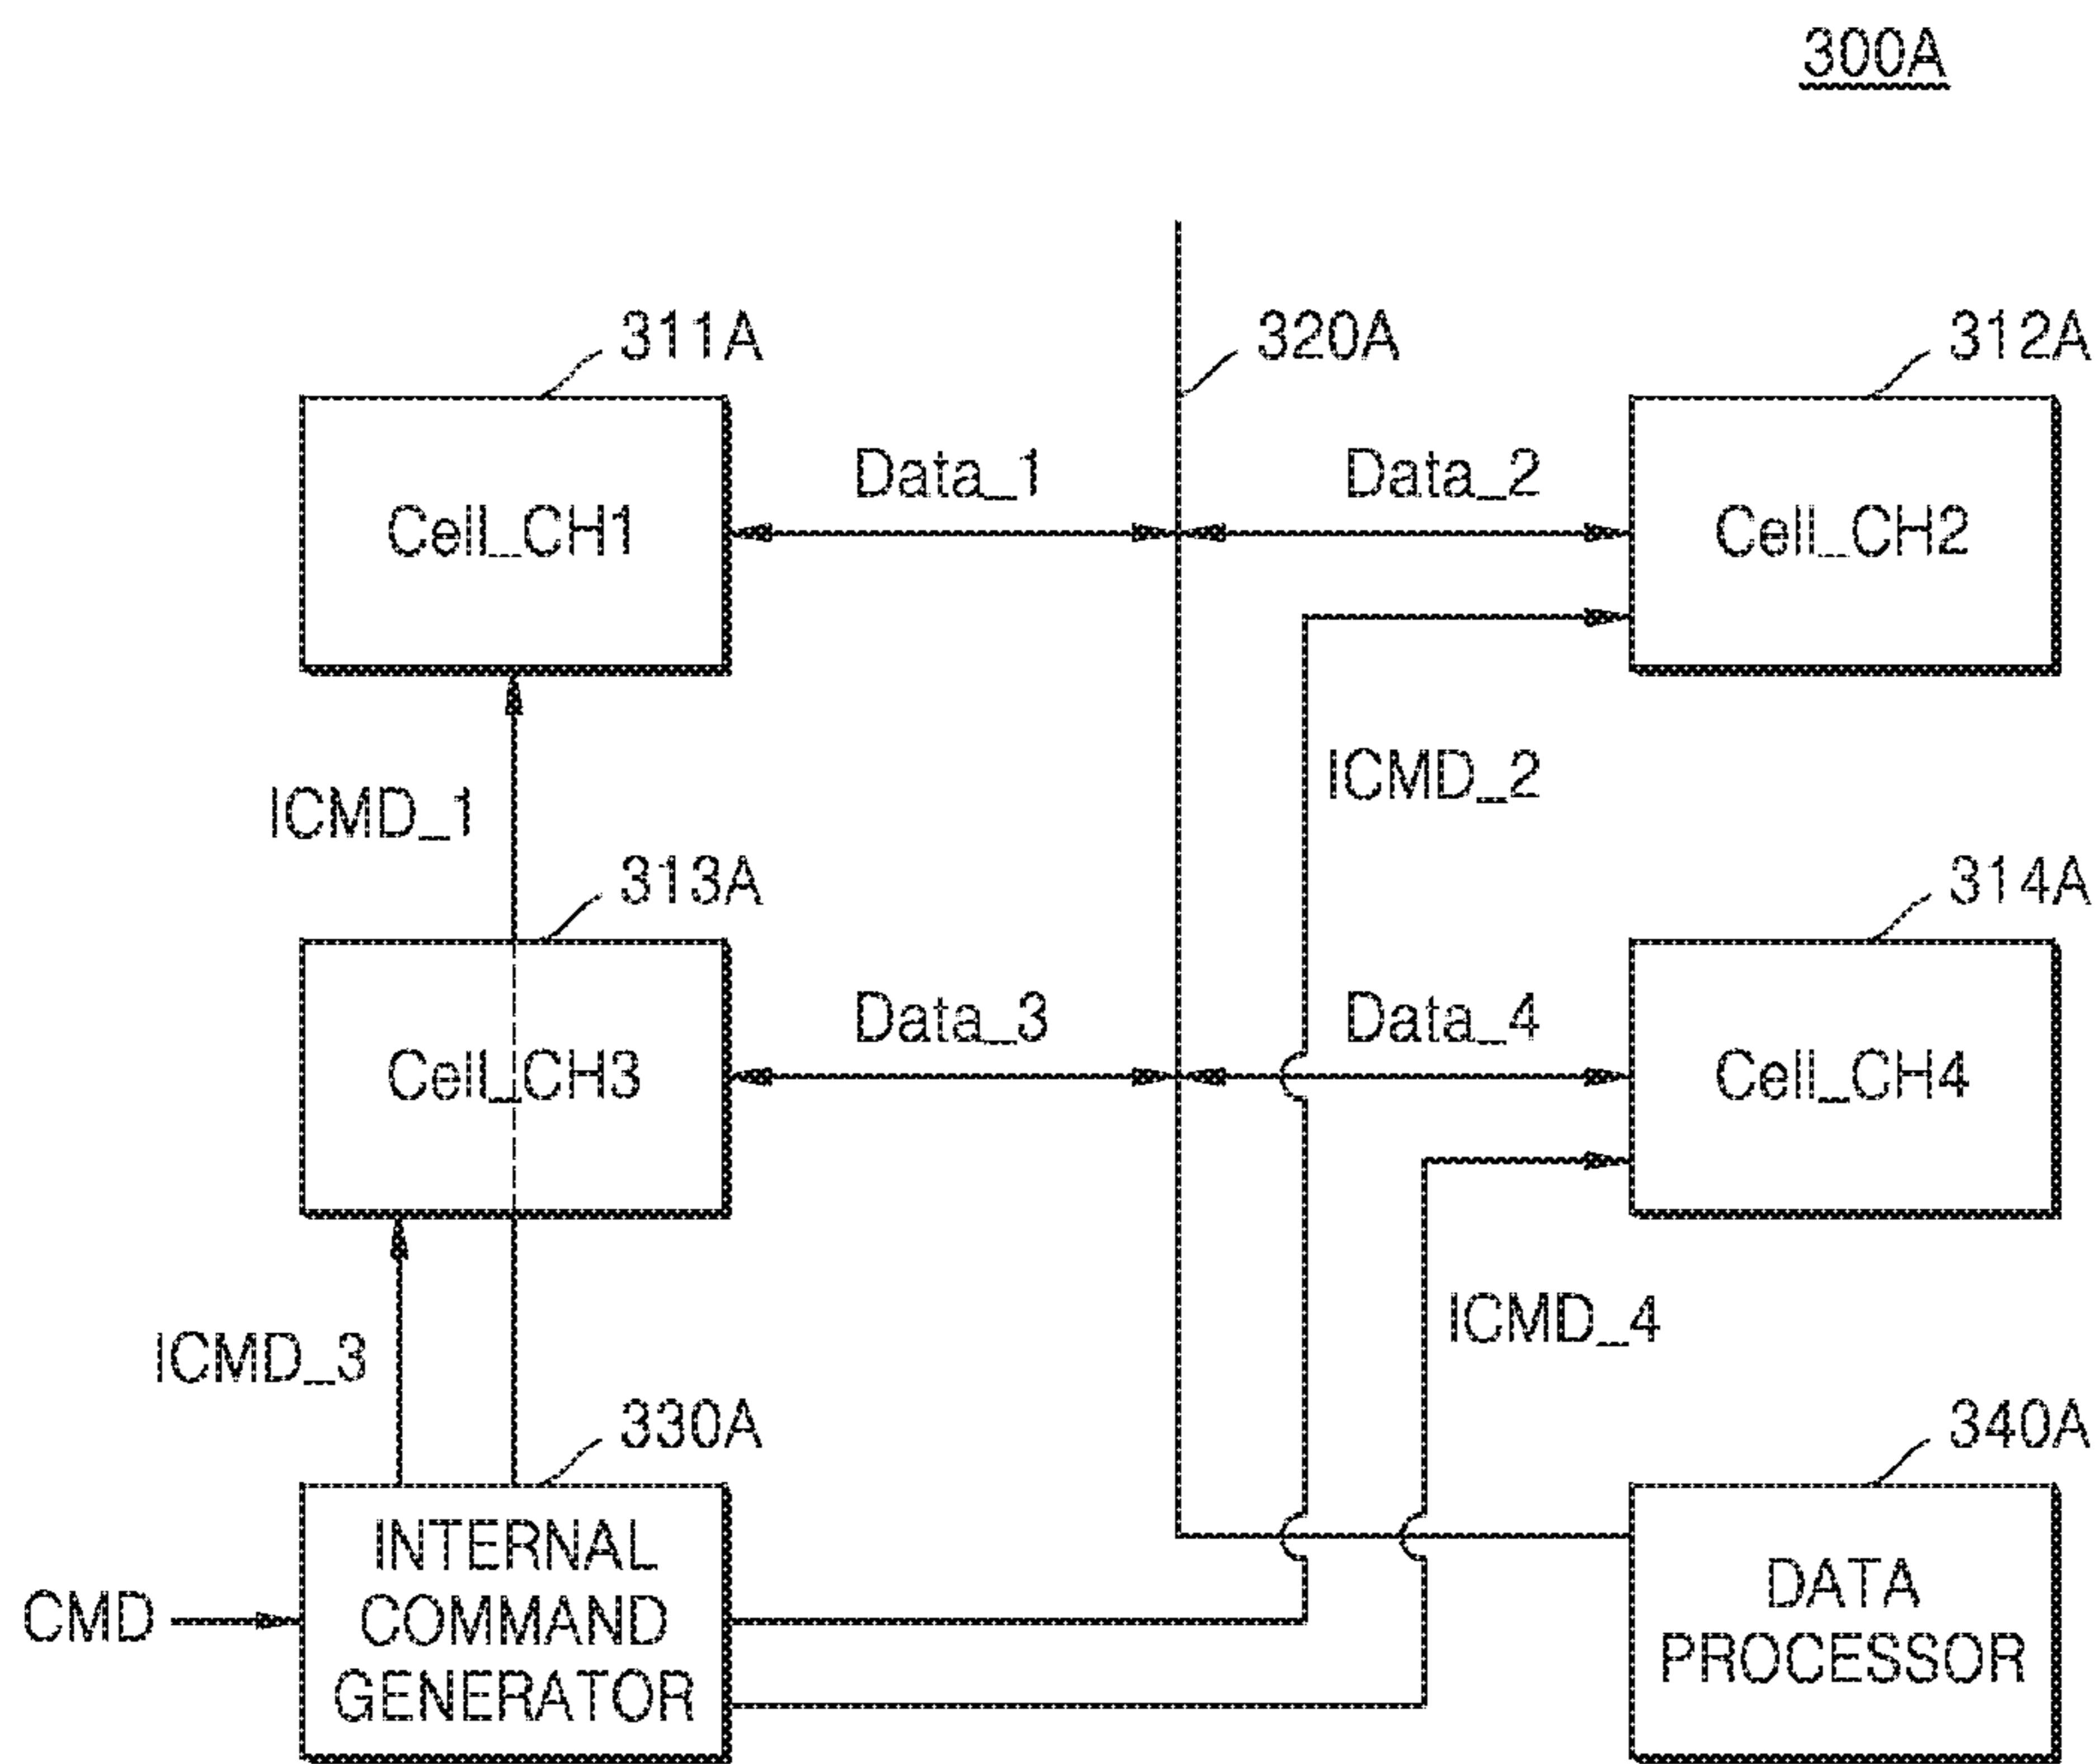 300A
311A
320A
312A
Data_1
Data_2
Cell_CH1
Cell_CH2
ICMD_2
ICMD_1
313A
314A
Data_3
Data_4
Cell_CH3
Cell_CH4
ICMD_4
ICMD_3
330A
340A
INTERNAL
COMMAND
GENERATOR
CMD
DATA
PROCESSOR